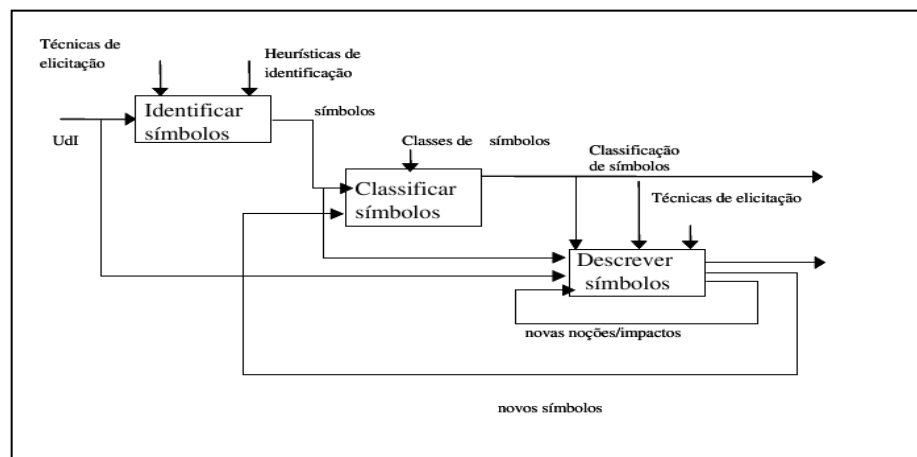 Técnicas de
elicitação
Heurísticas de
identificação
Identificar
símbolos
símbolos
UdI
Classes de símbolos
Classificação
de símbolos
Classificar
símbolos
Técnicas de elicitação
Descrever
símbolos
novas noções/impactos
novos símbolos